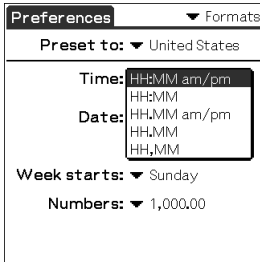 Preferences Formats
Preset to: United States
Time: HH:MM am/pm
HH:MM
Date: HH.MM am/pm
HH.MM
HH,MM
Week starts: Sunday
Numbers: 1,000.00